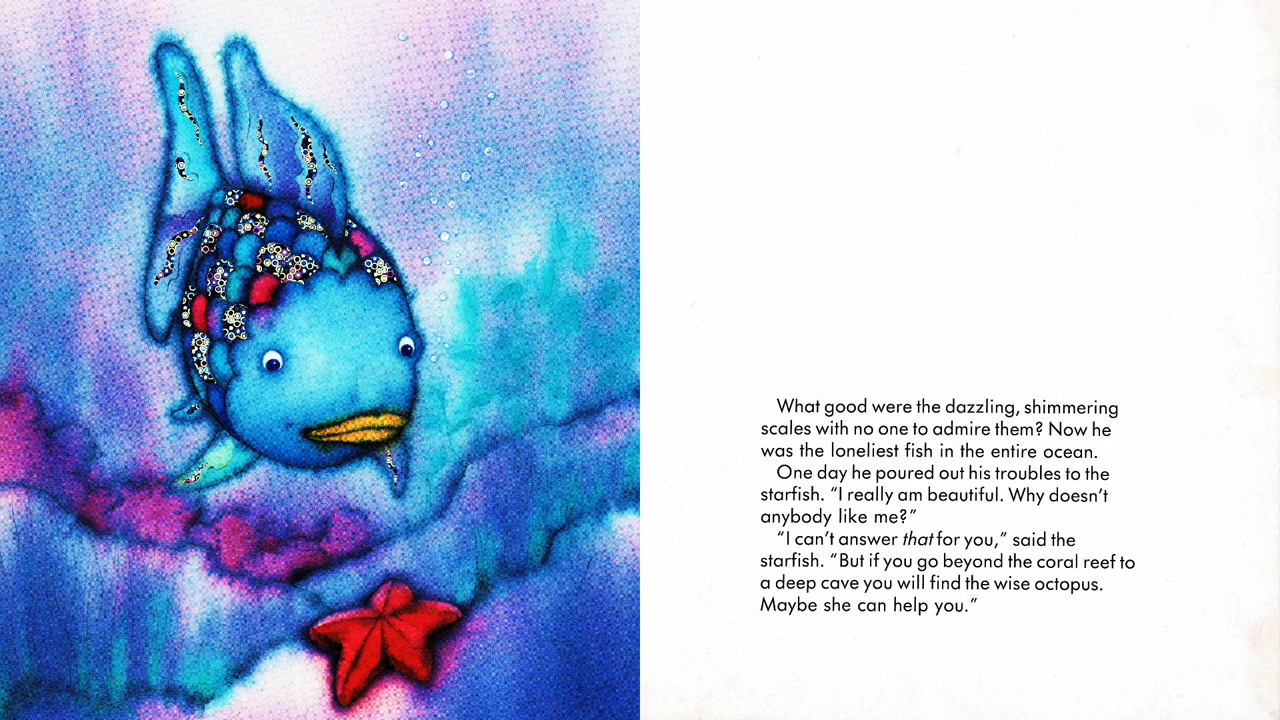 What good were the dazzling, shimmering
scales with no one to admire them? Now he
was the loneliest fish in the entire ocean.
One day he poured out his troubles to the
starfish. “I really am beautiful. Why doesn’t
anybody like me?”
“I can’t answer that for you,” said the
starfish. “But if you go beyond the coral reef to
a deep cave you will find the wise octopus.
Maybe she can help you.”